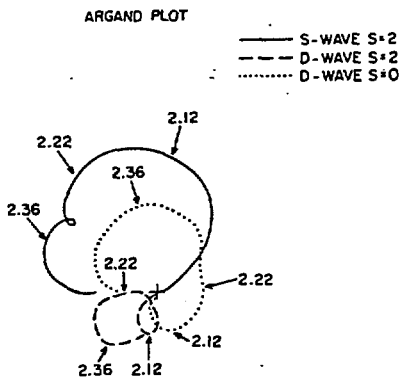 ARGAND PLOT
S-WAVE S=2
D-WAVE S=2
D-WAVE S=0
2.12
2.22
2.36
2.36
2.22
2.22
2.12
2.36
2.12